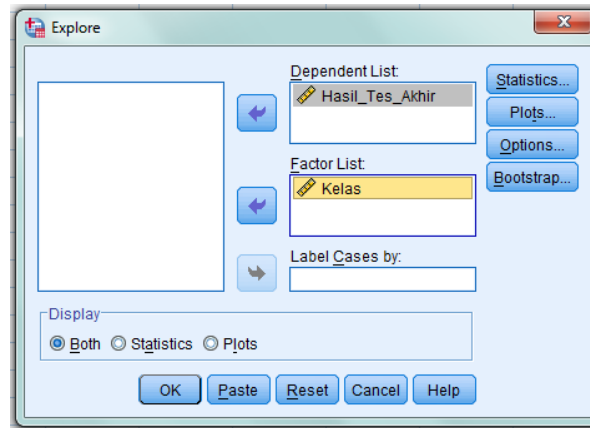 Explore
Dependent List:
Hasil_Tes_Akhir
Factor List:
Kelas
Label Cases by:
Statistics...
Plots...
Options...
Bootstrap...
Display
Both
Statistics
Plots
OK
Paste
Reset
Cancel
Help